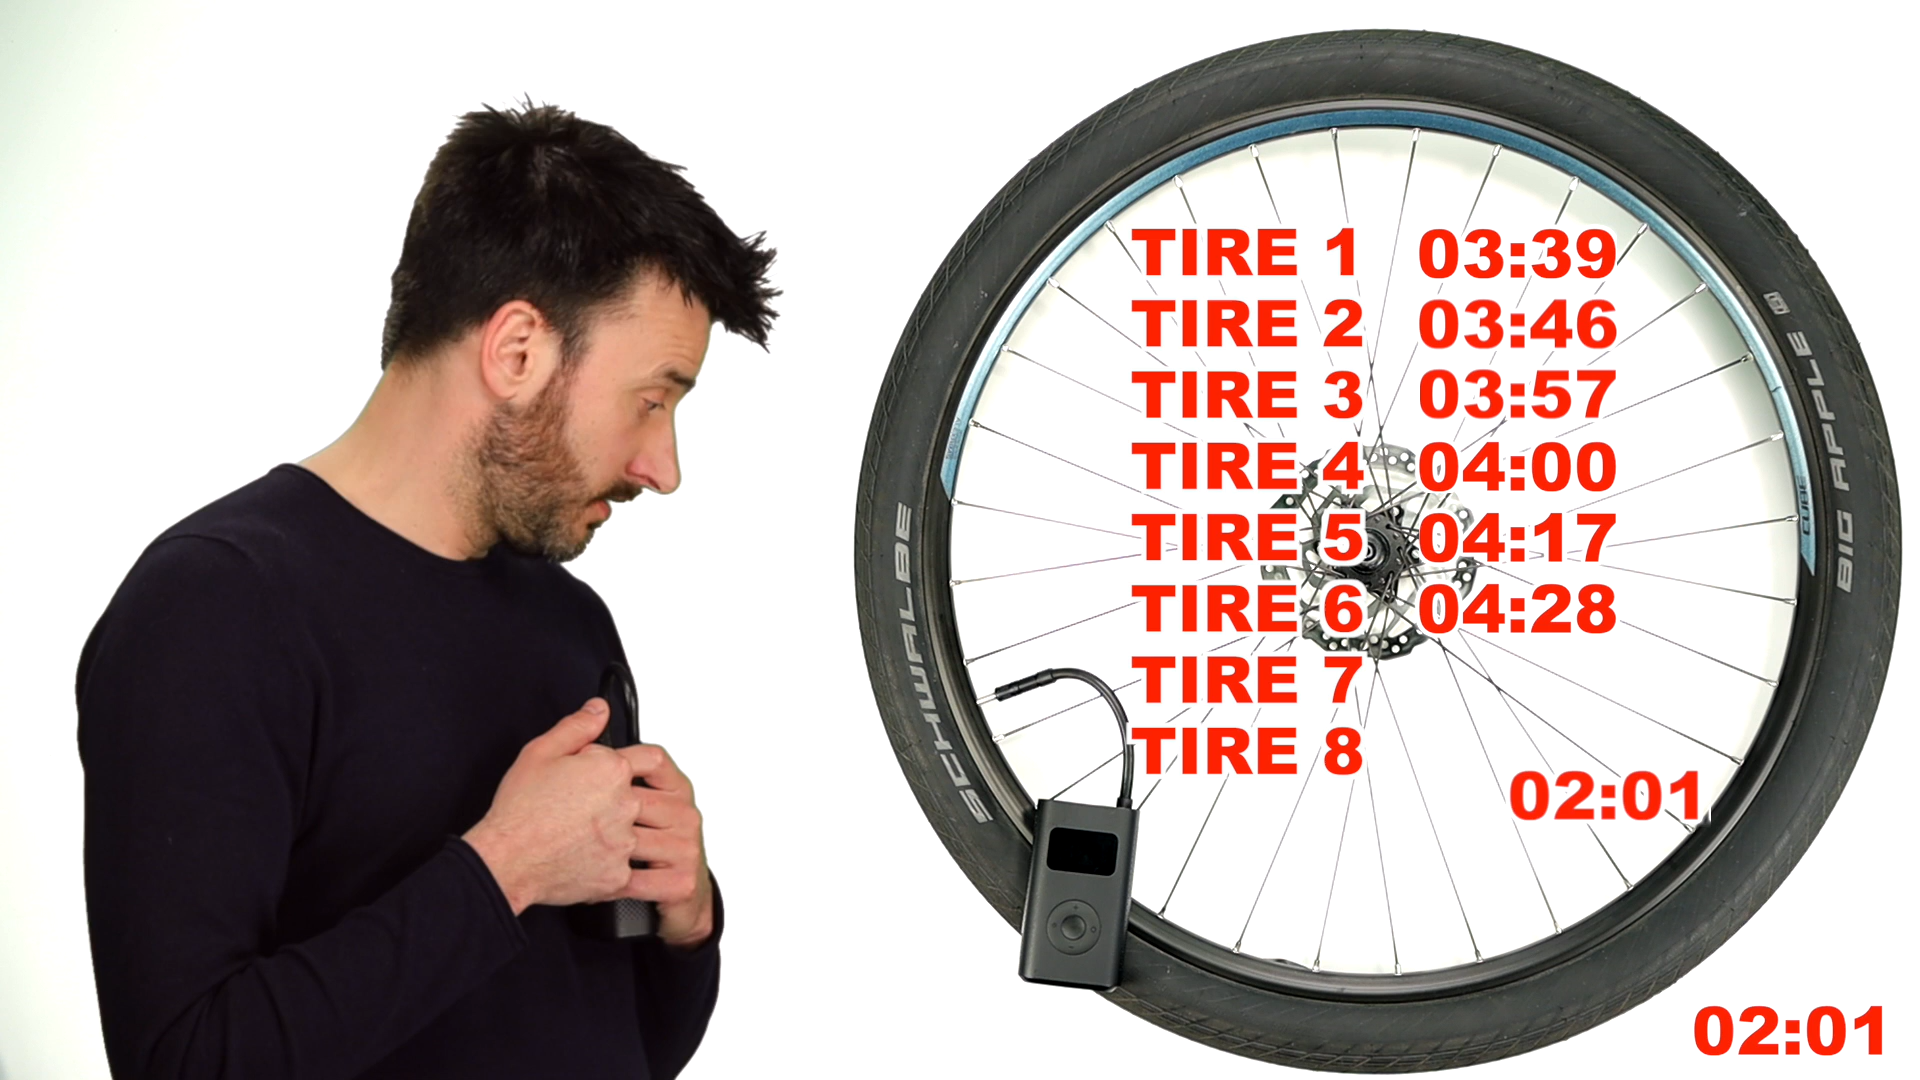 TIRE 1 03:39
TIRE 2 03:46
TIRE 3 03:57
TIRE 4 04:00
TIRE 5 04:17
TIRE 6 04:28
TIRE 7
TIRE 8
02:01
02:01
SCHWALBE
BIG APPLE
CUBE